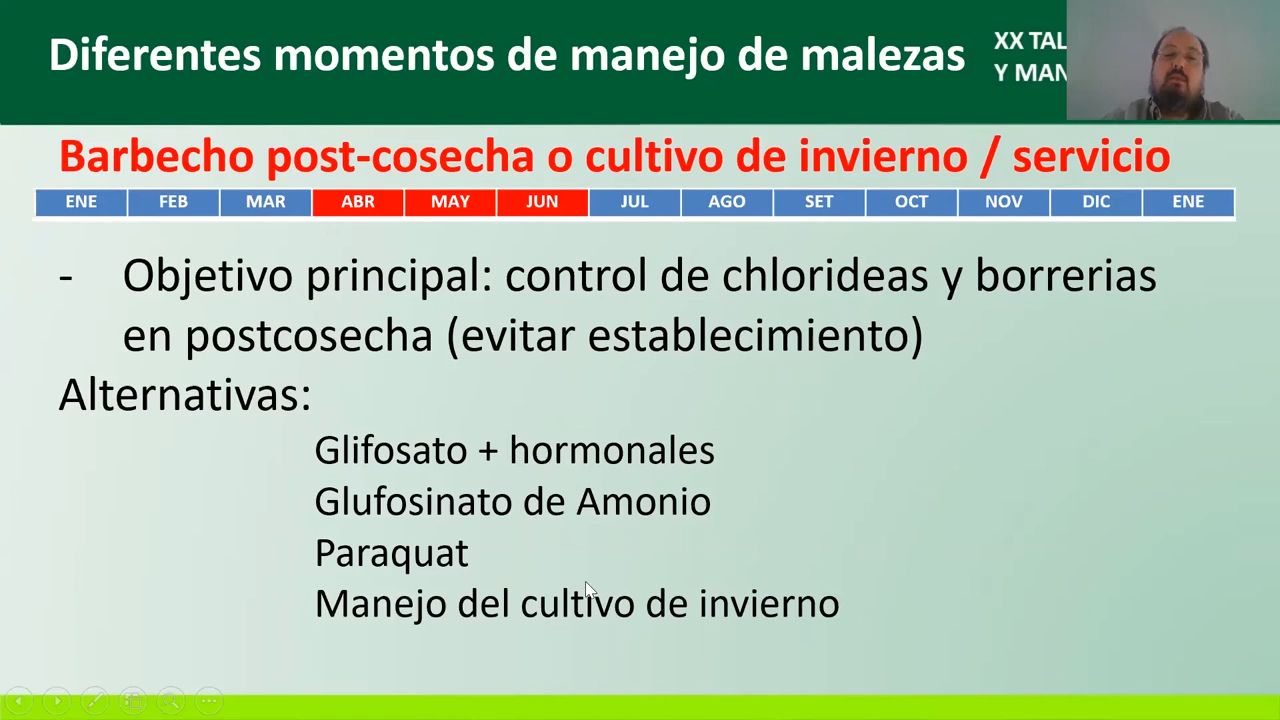 Diferentes momentos de manejo de malezas
XX TAL
Y MAN
Barbecho post-cosecha o cultivo de invierno / servicio
ENE FEB MAR ABR MAY JUN JUL AGO SET OCT NOV DIC ENE
- Objetivo principal: control de chlorideas y borrerias
en postcosecha (evitar establecimiento)
Alternativas:
Glifosato + hormonales
Glufosinato de Amonio
Paraquat
Manejo del cultivo de invierno